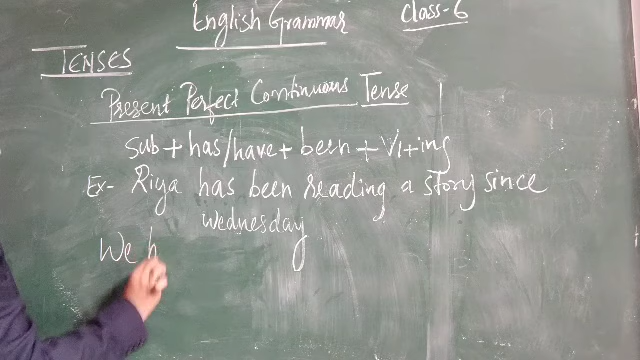 English Grammar Class-6
TENSES
Present Perfect Continuous Tense
Sub + has/have + been + V1+ing
Ex- Riya has been reading a story since
Wednesday
We h